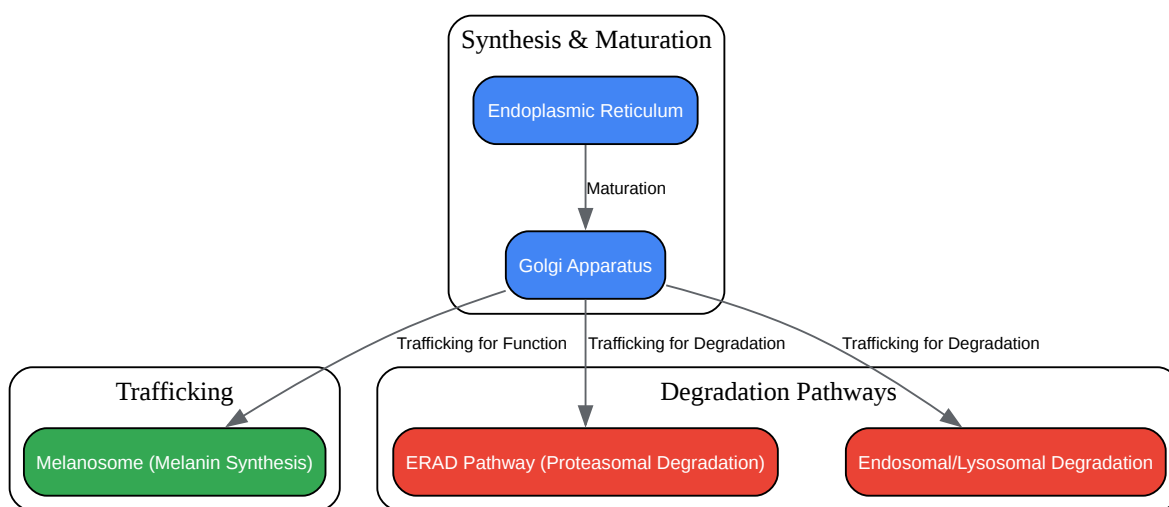 Synthesis & Maturation
Endoplasmic Reticulum
Maturation
Golgi Apparatus
Trafficking for Function
Trafficking for Degradation
Trafficking for Degradation
Trafficking
Degradation Pathways
Melanosome (Melanin Synthesis)
ERAD Pathway (Proteasomal Degradation)
Endosomal/Lysosomal Degradation